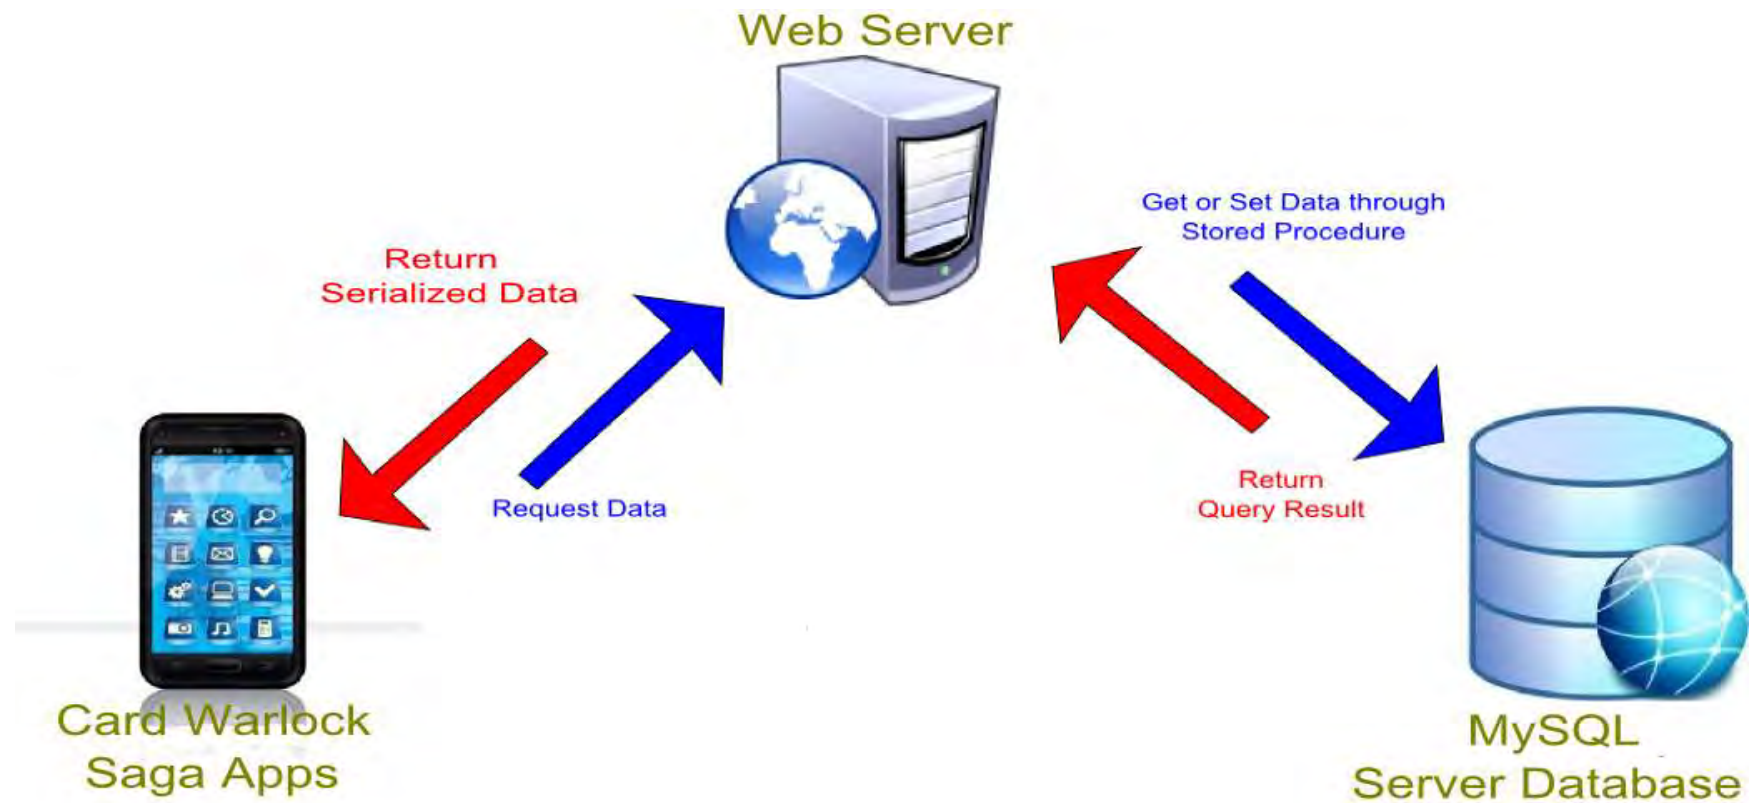 Web Server
Get or Set Data through
Stored Procedure
Return
Serialized Data
Request Data
Return
Query Result
Card Warlock
Saga Apps
MySQL
Server Database